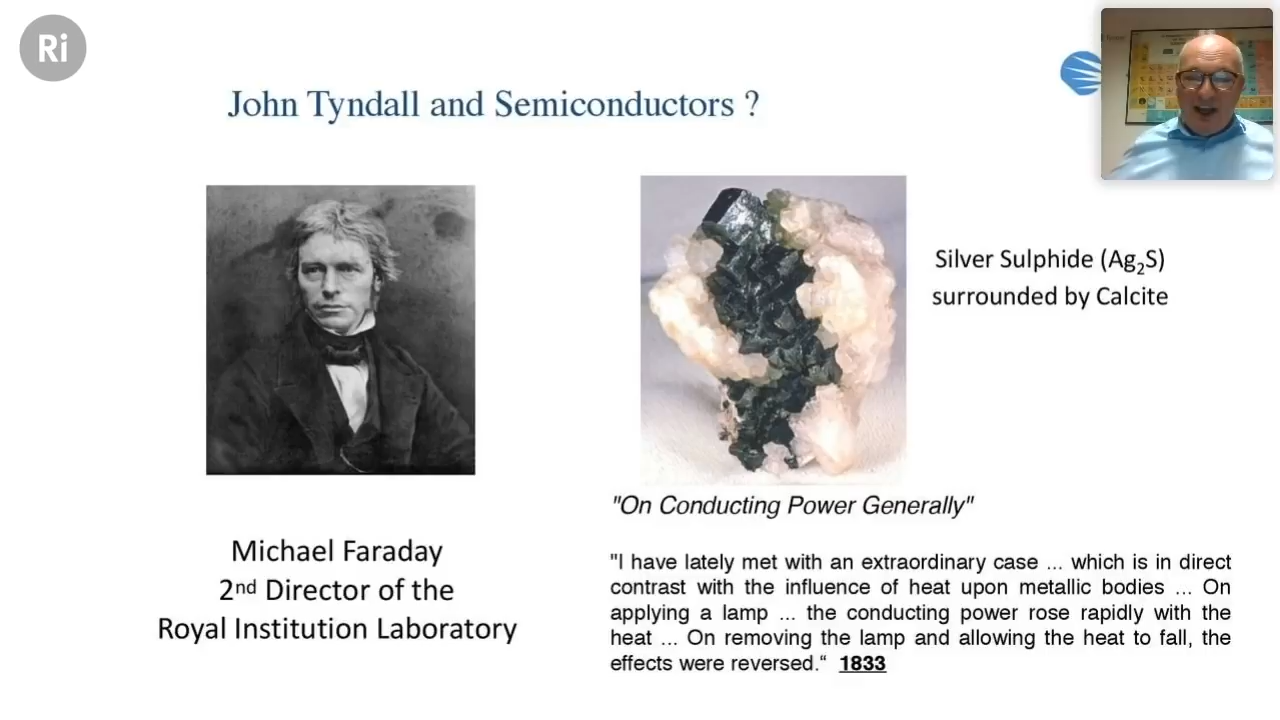 Ri
John Tyndall and Semiconductors ?
Silver Sulphide (Ag₂S)
surrounded by Calcite
"On Conducting Power Generally"
Michael Faraday
2nd Director of the
Royal Institution Laboratory
"I have lately met with an extraordinary case ... which is in direct
contrast with the influence of heat upon metallic bodies ... On
applying a lamp ... the conducting power rose rapidly with the
heat ... On removing the lamp and allowing the heat to fall, the
effects were reversed.“ 1833